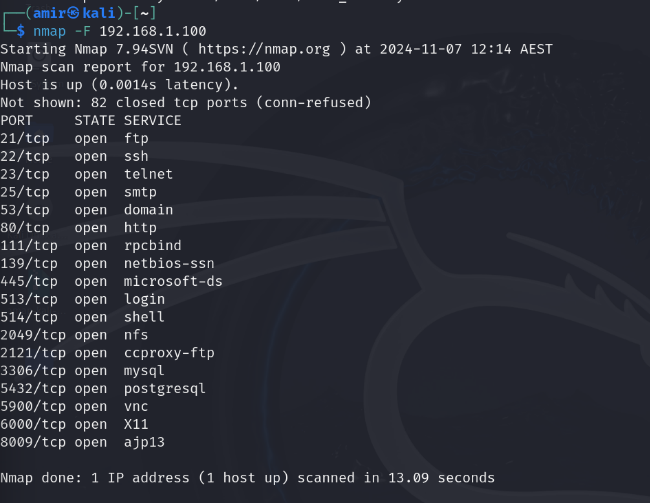 (amir㉿kali)-[~]
$ nmap -F 192.168.1.100
Starting Nmap 7.94SVN ( https://nmap.org ) at 2024-11-07 12:14 AEST
Nmap scan report for 192.168.1.100
Host is up (0.0014s latency).
Not shown: 82 closed tcp ports (conn-refused)
PORT     STATE SERVICE
21/tcp   open  ftp
22/tcp   open  ssh
23/tcp   open  telnet
25/tcp   open  smtp
53/tcp   open  domain
80/tcp   open  http
111/tcp  open  rpcbind
139/tcp  open  netbios-ssn
445/tcp  open  microsoft-ds
513/tcp  open  login
514/tcp  open  shell
2049/tcp open  nfs
2121/tcp open  ccproxy-ftp
3306/tcp open  mysql
5432/tcp open  postgresql
5900/tcp open  vnc
6000/tcp open  X11
8009/tcp open  ajp13
Nmap done: 1 IP address (1 host up) scanned in 13.09 seconds